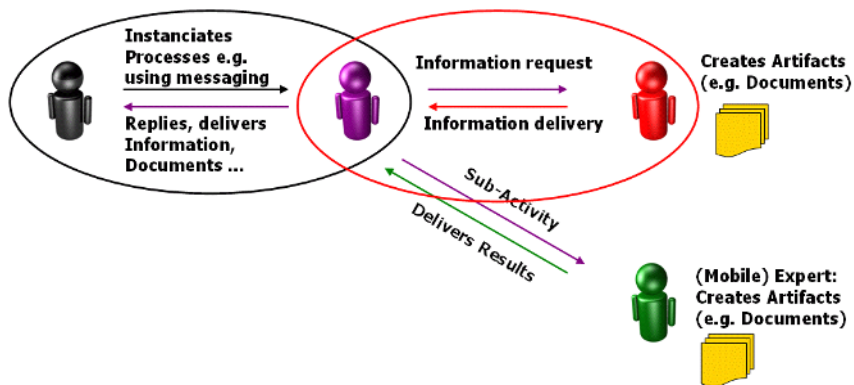 Instanciates
Processes e.g.
using messaging
Replies, delivers
Information,
Documents ...
Information request
Information delivery
Creates Artifacts
(e.g. Documents)
Sub-Activity
Delivers Results
(Mobile) Expert:
Creates Artifacts
(e.g. Documents)